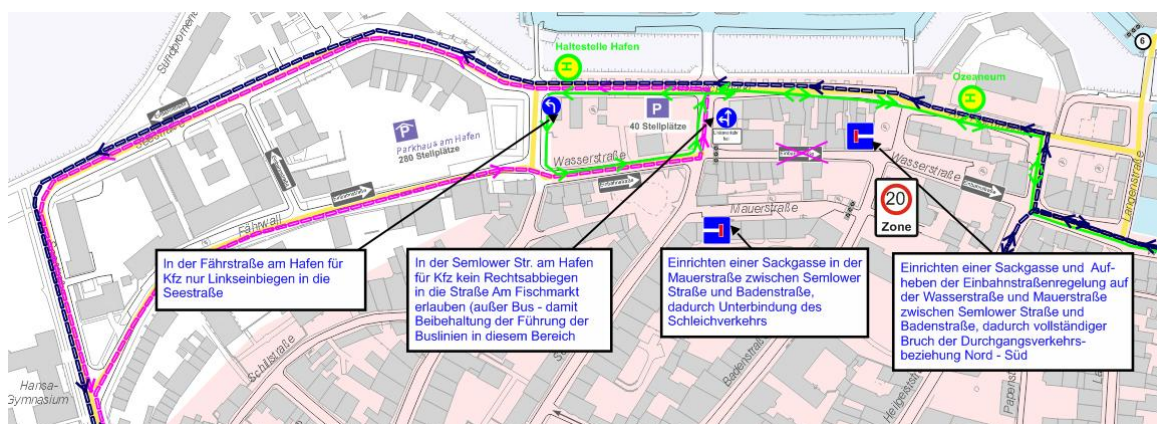 Sundpromenade
Haltestelle Hafen
H
6
Ozeaneum
H
P
Parkhaus am Hafen
280 Stellplätze
P
40 Stellplätze
Seestraße
Wasserstraße
Wasserstraße
Einbahnstraße
Fährwall
Mauerstraße
20
Zone
Langenstraße
In der Fährstraße am Hafen für
Kfz nur Linkseinbiegen in die
Seestraße
In der Semlower Str. am Hafen
für Kfz kein Rechtsabbiegen
in die Straße Am Fischmarkt
erlauben (außer Bus - damit
Beibehaltung der Führung der
Buslinien in diesem Bereich
Einrichten einer Sackgasse in der
Mauerstraße zwischen Semlower
Straße und Badenstraße,
dadurch Unterbindung des
Schleichverkehrs
Einrichten einer Sackgasse und Auf-
heben der Einbahnstraßenregelung auf
der Wasserstraße und Mauerstraße
zwischen Semlower Straße und
Badenstraße, dadurch vollständiger
Bruch der Durchgangsverkehrs-
beziehung Nord - Süd
Hansa-
Gymnasium
Schillstraße
Badenstraße
Heilgeiststraße
Papenstraße